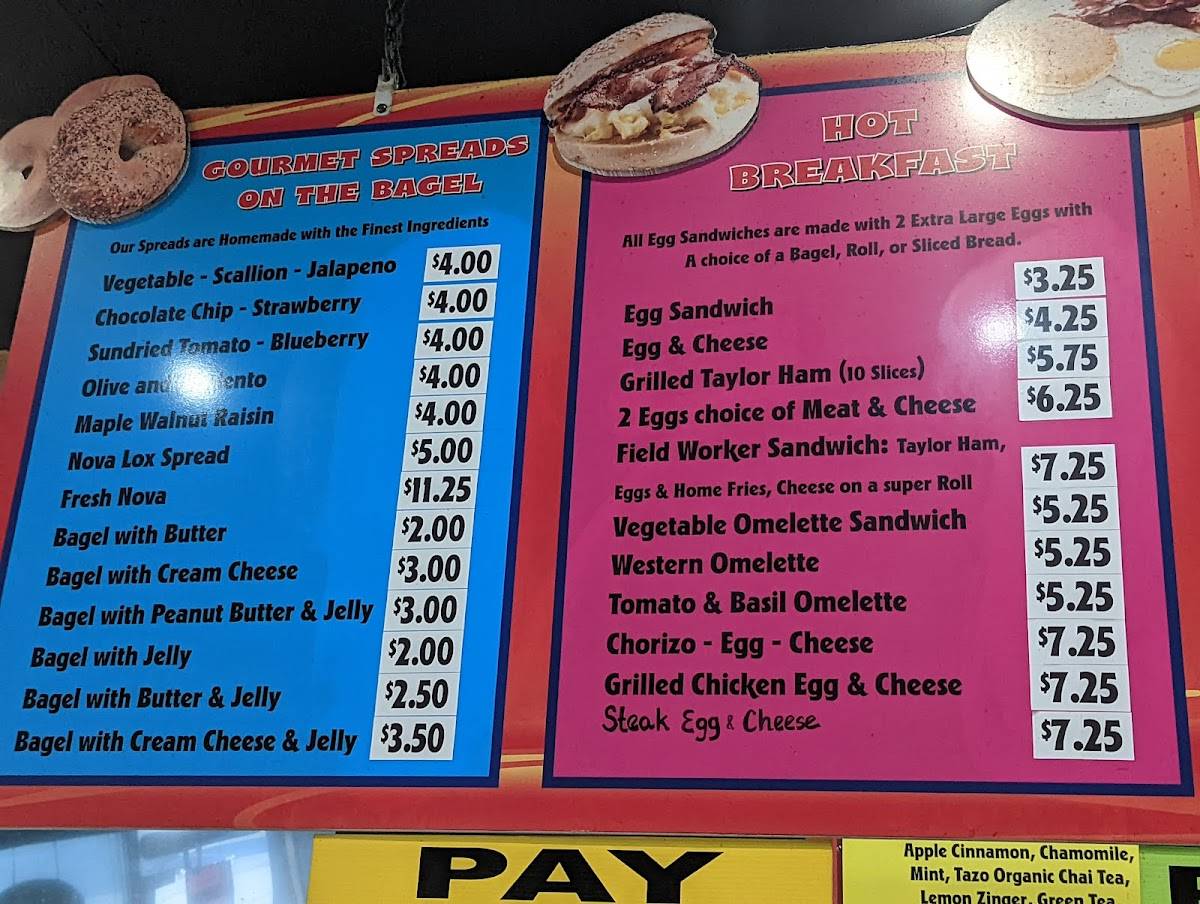 GOURMET SPREADS
ON THE BAGEL
Our Spreads are Homemade with the Finest Ingredients
Vegetable - Scallion - Jalapeno $4.00
Chocolate Chip - Strawberry $4.00
Sundried Tomato - Blueberry $4.00
Olive and $4.00
Maple Walnut Raisin $4.00
Nova Lox Spread $5.00
Fresh Nova $11.25
Bagel with Butter $2.00
Bagel with Cream Cheese $3.00
Bagel with Peanut Butter & Jelly $3.00
Bagel with Jelly $2.00
Bagel with Butter & Jelly $2.50
Bagel with Cream Cheese & Jelly $3.50
HOT
BREAKFAST
All Egg Sandwiches are made with 2 Extra Large Eggs with
A choice of a Bagel, Roll, or Sliced Bread.
Egg Sandwich $3.25
Egg & Cheese $4.25
Grilled Taylor Ham (10 Slices) $5.75
2 Eggs choice of Meat & Cheese $6.25
Field Worker Sandwich: Taylor Ham,
Eggs & Home Fries, Cheese on a super Roll $7.25
Vegetable Omelette Sandwich $5.25
Western Omelette $5.25
Tomato & Basil Omelette $5.25
Chorizo - Egg - Cheese $7.25
Grilled Chicken Egg & Cheese $7.25
Steak Egg & Cheese $7.25
PAY
Apple Cinnamon, Chamomile,
Mint, Tazo Organic Chai Tea,
Lemon Zinger, Green Tea